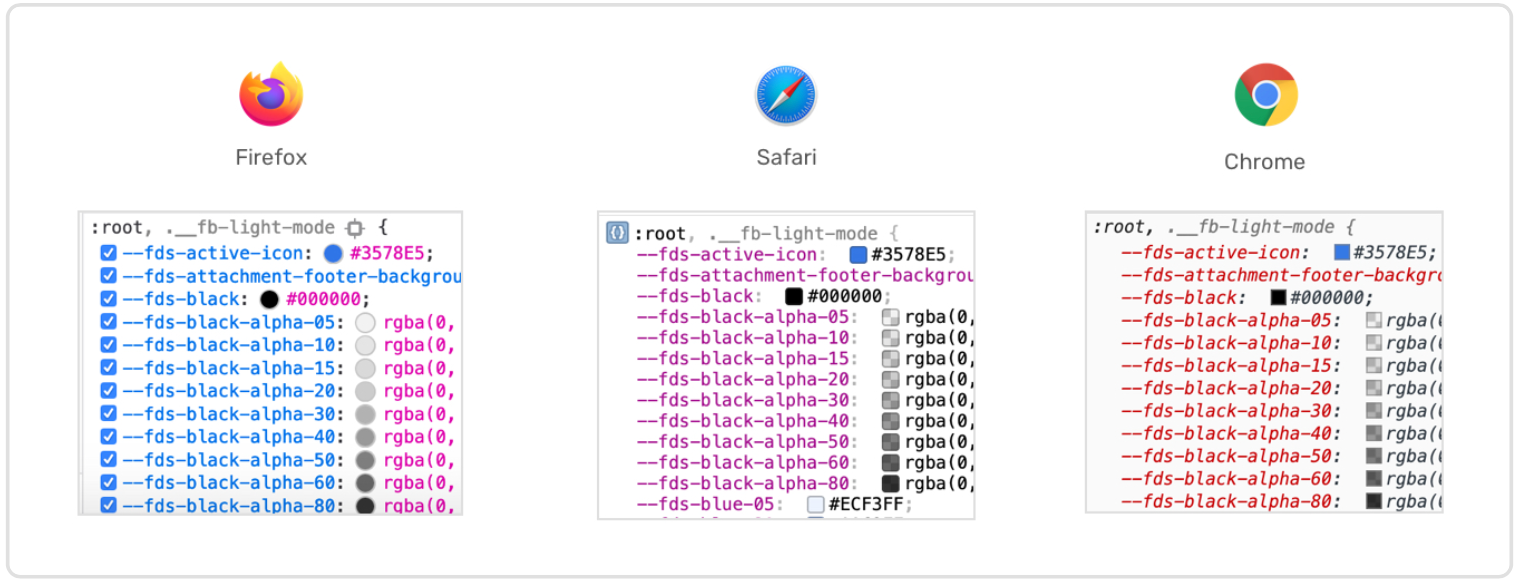 Firefox
:root, .__fb-light-mode {
--fds-active-icon: #3578E5;
--fds-attachment-footer-backgrou
--fds-black: #000000;
--fds-black-alpha-05: rgba(0,
--fds-black-alpha-10: rgba(0,
--fds-black-alpha-15: rgba(0,
--fds-black-alpha-20: rgba(0,
--fds-black-alpha-30: rgba(0,
--fds-black-alpha-40: rgba(0,
--fds-black-alpha-50: rgba(0,
--fds-black-alpha-60: rgba(0,
--fds-black-alpha-80: rgba(0,
Safari
:root, .__fb-light-mode {
--fds-active-icon: #3578E5;
--fds-attachment-footer-backgrou
--fds-black: #000000;
--fds-black-alpha-05: rgba(0,
--fds-black-alpha-10: rgba(0,
--fds-black-alpha-15: rgba(0,
--fds-black-alpha-20: rgba(0,
--fds-black-alpha-30: rgba(0,
--fds-black-alpha-40: rgba(0,
--fds-black-alpha-50: rgba(0,
--fds-black-alpha-60: rgba(0,
--fds-black-alpha-80: rgba(0,
--fds-blue-05: #ECF3FF;
Chrome
:root, .__fb-light-mode {
--fds-active-icon: #3578E5;
--fds-attachment-footer-backgro
--fds-black: #000000;
--fds-black-alpha-05: rgba(
--fds-black-alpha-10: rgba(
--fds-black-alpha-15: rgba(
--fds-black-alpha-20: rgba(
--fds-black-alpha-30: rgba(
--fds-black-alpha-40: rgba(
--fds-black-alpha-50: rgba(
--fds-black-alpha-60: rgba(
--fds-black-alpha-80: rgba(